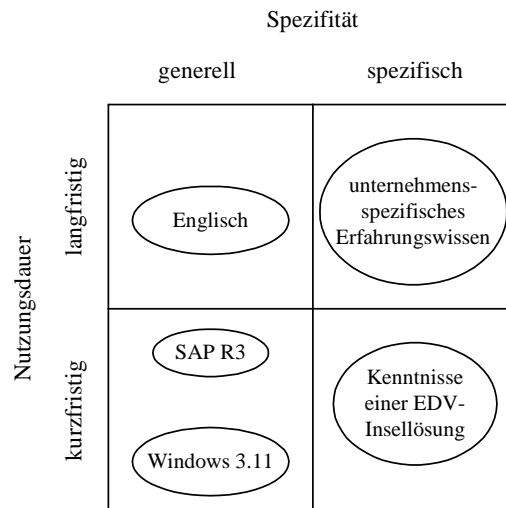 Spezifität
generell
spezifisch
Nutzungsdauer
langfristig
Englisch
unternehmens-
spezifisches
Erfahrungswissen
kurzfristig
SAP R3
Windows 3.11
Kenntnisse
einer EDV-
Insellösung